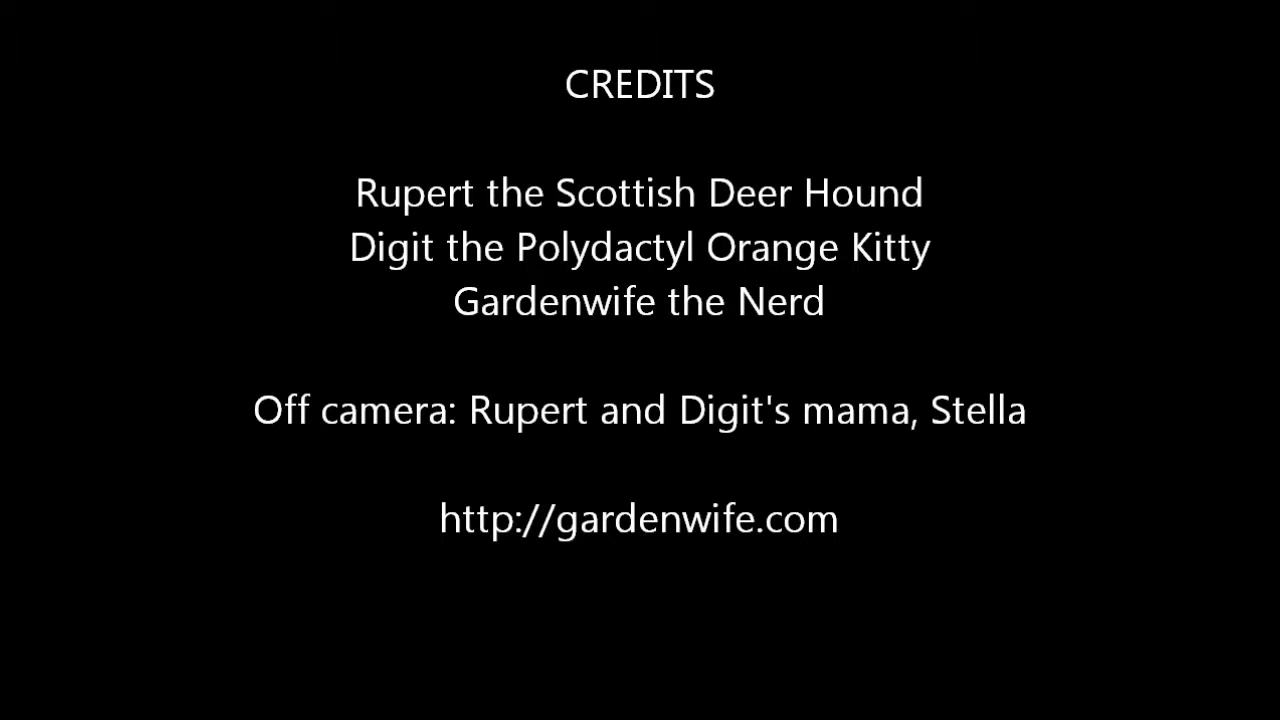 CREDITS
Rupert the Scottish Deer Hound
Digit the Polydactyl Orange Kitty
Gardenwife the Nerd
Off camera: Rupert and Digit's mama, Stella
http://gardenwife.com